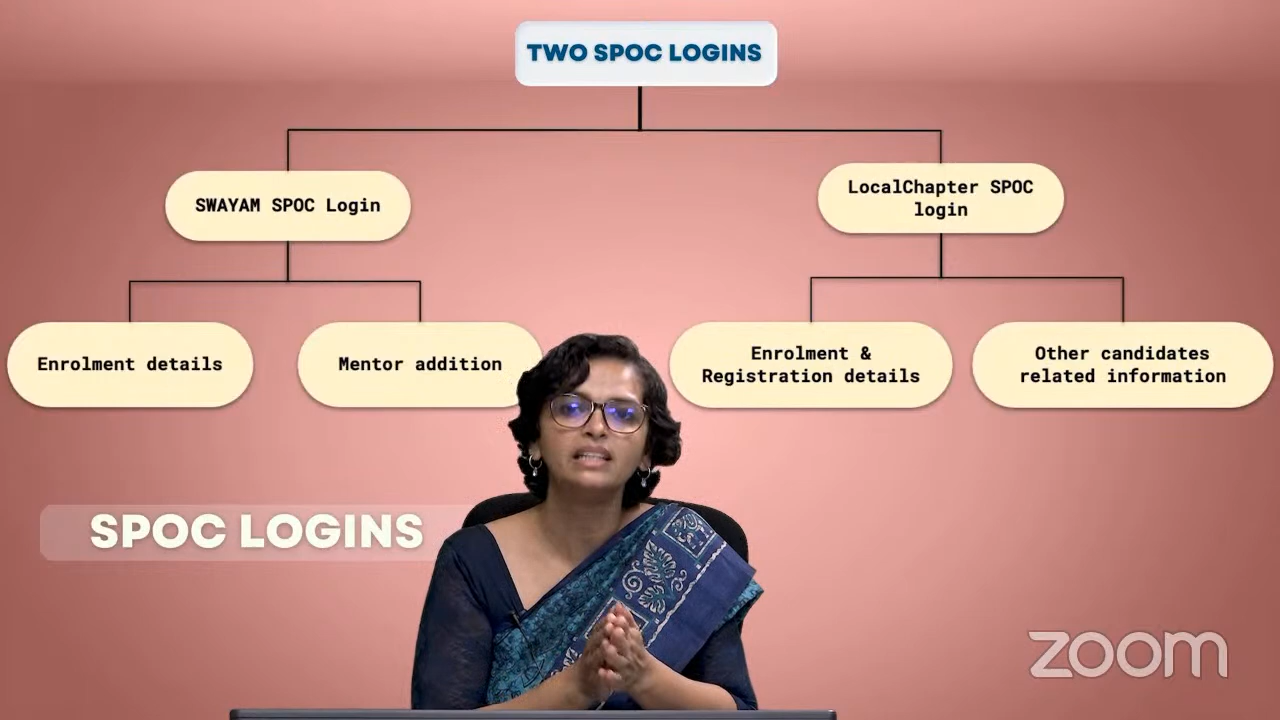 TWO SPOC LOGINS
SWAYAM SPOC Login
LocalChapter SPOC
login
Enrolment details
Mentor addition
Enrolment &
Registration details
Other candidates
related information
SPOC LOGINS
zoom